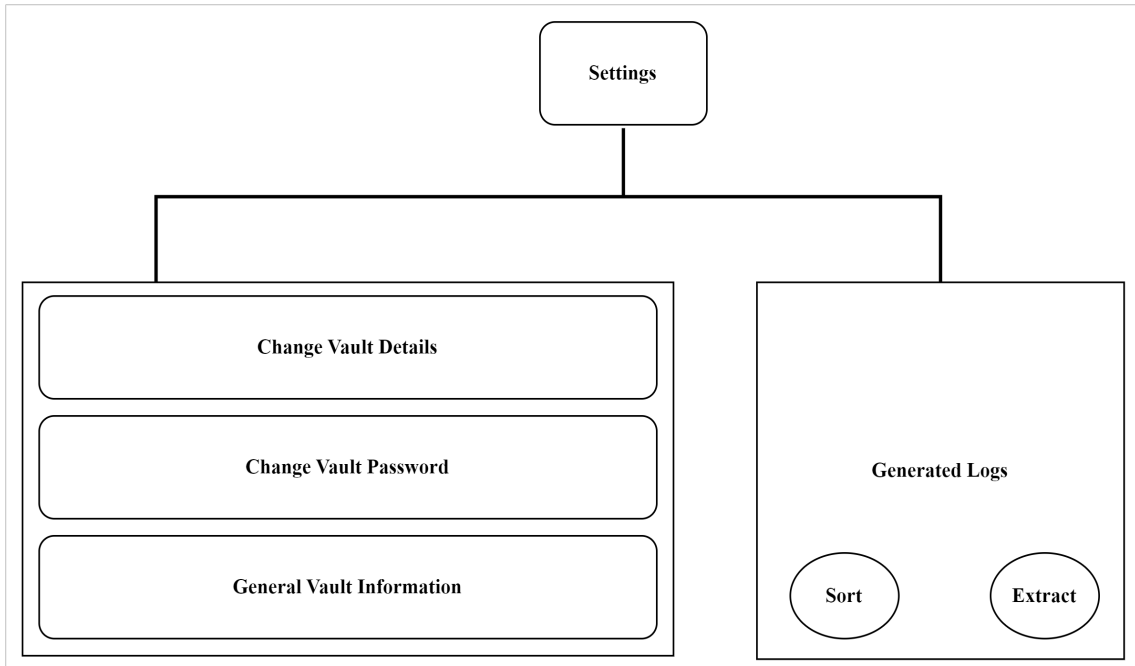 Settings
Change Vault Details
Change Vault Password
General Vault Information
Generated Logs
Sort
Extract